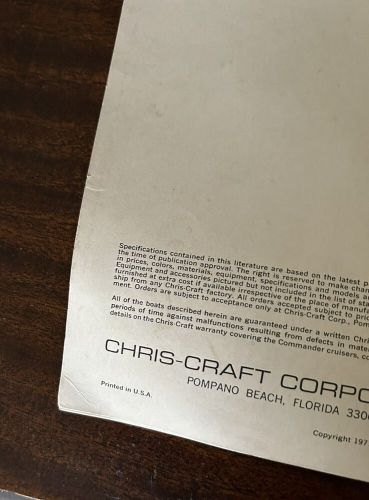 Specifications contained in this literature are based on the latest p
the time of publication approval. The right is reserved to make chan
in prices, colors, materials, equipment, specifications and models an
Equipment and accessories pictured but not included in the list of sta
furnished at extra cost if available irrespective of the place of manufa
ship from any Chris-Craft factory. All orders accepted subject to pric
ment. Orders are subject to acceptance only at Chris-Craft Corp., Pom
All of the boats described herein are guaranteed under a written Chris
periods of time against malfunctions resulting from defects in mate
details on the Chris-Craft warranty covering the Commander cruisers, co
CHRIS-CRAFT CORPO
POMPANO BEACH, FLORIDA 3306
Printed in U.S.A.
Copyright 197